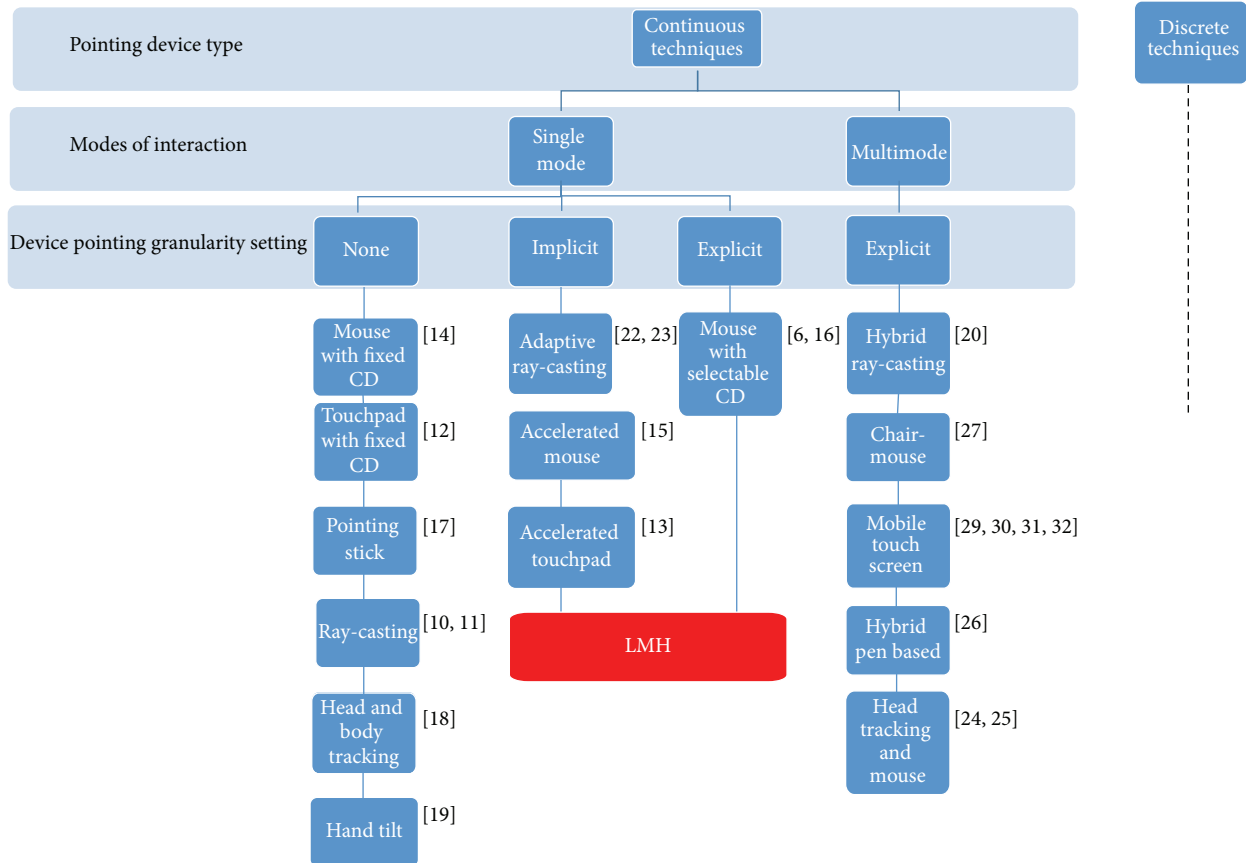 Pointing device type
Continuous
techniques
Discrete
techniques
Modes of interaction
Single
mode
Multimode
Device pointing granularity setting
None
Implicit
Explicit
Explicit
Mouse
with fixed
CD
[14]
Touchpad
with fixed
CD
[12]
Pointing
stick
[17]
Ray-casting
[10, 11]
Head and
body
tracking
[18]
Hand tilt
[19]
Adaptive
ray-casting
[22, 23]
Accelerated
mouse
[15]
Accelerated
touchpad
[13]
Mouse
with
selectable
CD
[6, 16]
LMH
Hybrid
ray-casting
[20]
Chair-
mouse
[27]
Mobile
touch
screen
[29, 30, 31, 32]
Hybrid
pen based
[26]
Head
tracking
and
mouse
[24, 25]